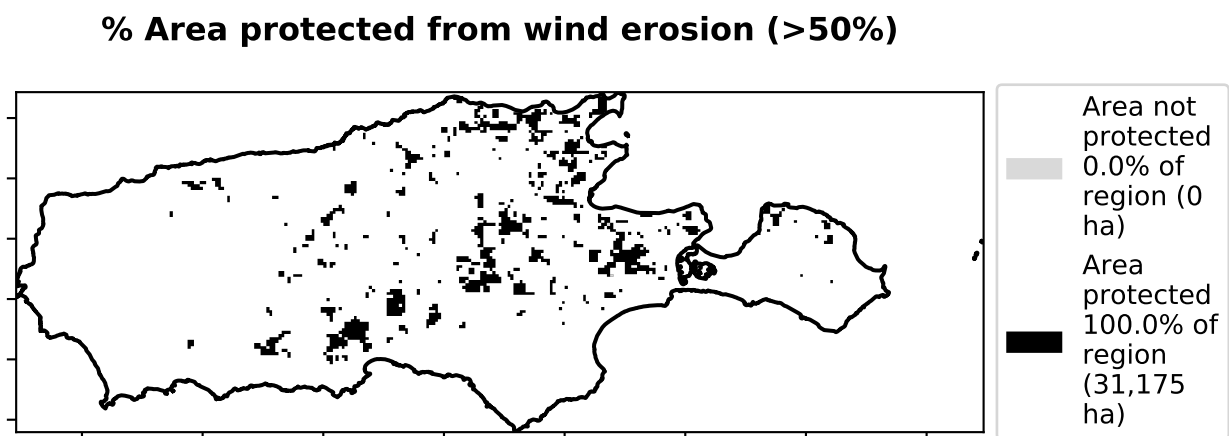 % Area protected from wind erosion (>50%)
Area not
protected
0.0% of
region (0
ha)
Area
protected
100.0% of
region
(31,175
ha)